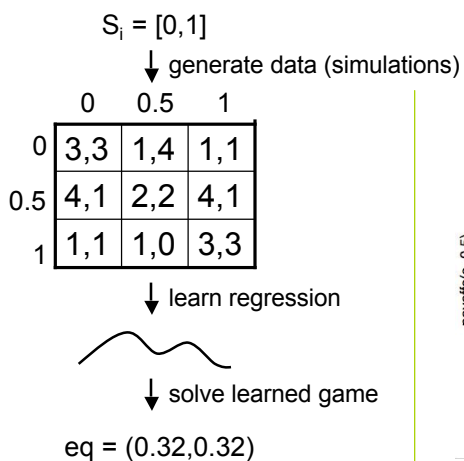 Si = [0,1]
generate data (simulations)
0 0.5 1
0 3,3 1,4 1,1
0.5 4,1 2,2 4,1
1 1,1 1,0 3,3
learn regression
solve learned game
eq = (0.32,0.32)